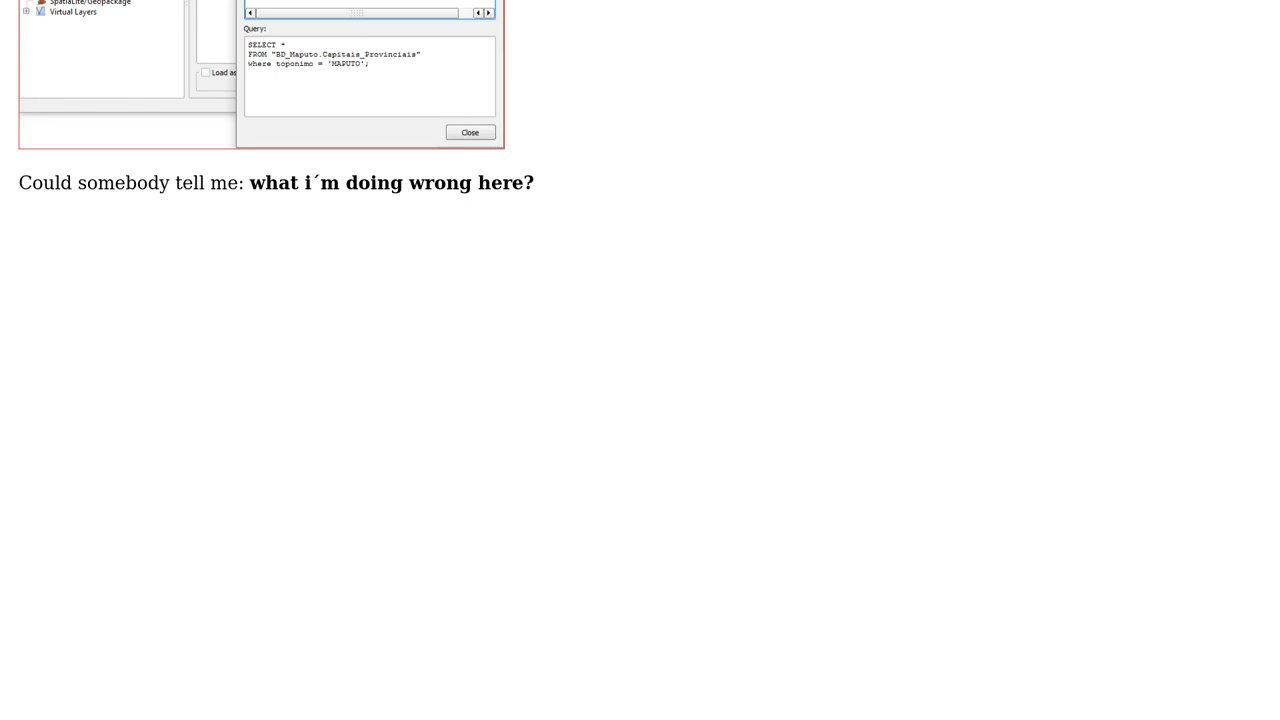 SpatiaLite/Geopackage
Virtual Layers
Query:
SELECT *
FROM "BD_Maputo.Capitais_Provinciais"
where toponimo = 'MAPUTO';
Load as
Close
Could somebody tell me: what i´m doing wrong here?